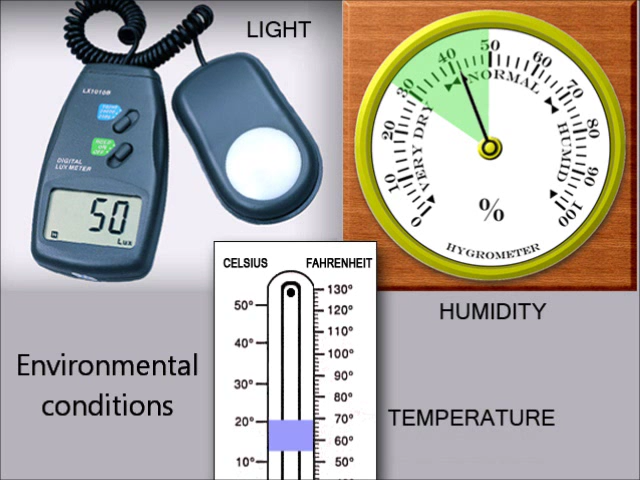 LIGHT
LX1010B
DIGITAL
LUX METER
50
Lux
0 10 20 30 40 50 60 70 80 90 100
VERY DRY
NORMAL
HUMID
%
HYGROMETER
HUMIDITY
CELSIUS FAHRENHEIT
130°
50° 120°
110°
40° 100°
90°
30° 80°
70°
20° 60°
10° 50°
Environmental
conditions
TEMPERATURE